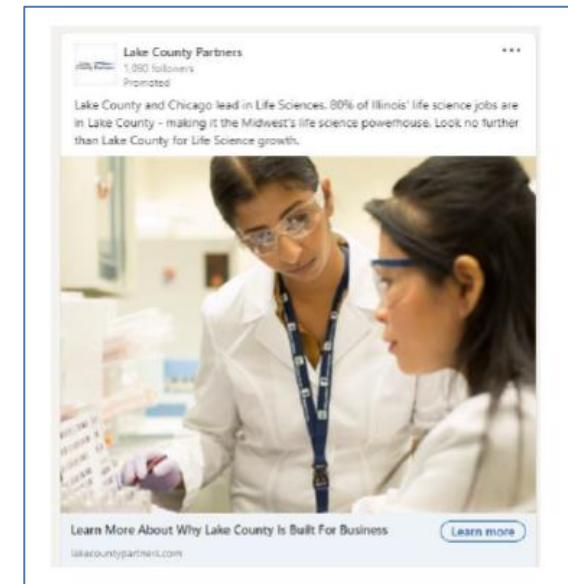 Lake County Partners
1,090 followers
Promoted
Lake County and Chicago lead in Life Sciences. 80% of Illinois' life science jobs are
in Lake County - making it the Midwest's life science powerhouse. Look no further
than Lake County for Life Science growth.
Learn More About Why Lake County Is Built For Business
Learn more
lakecountypartners.com